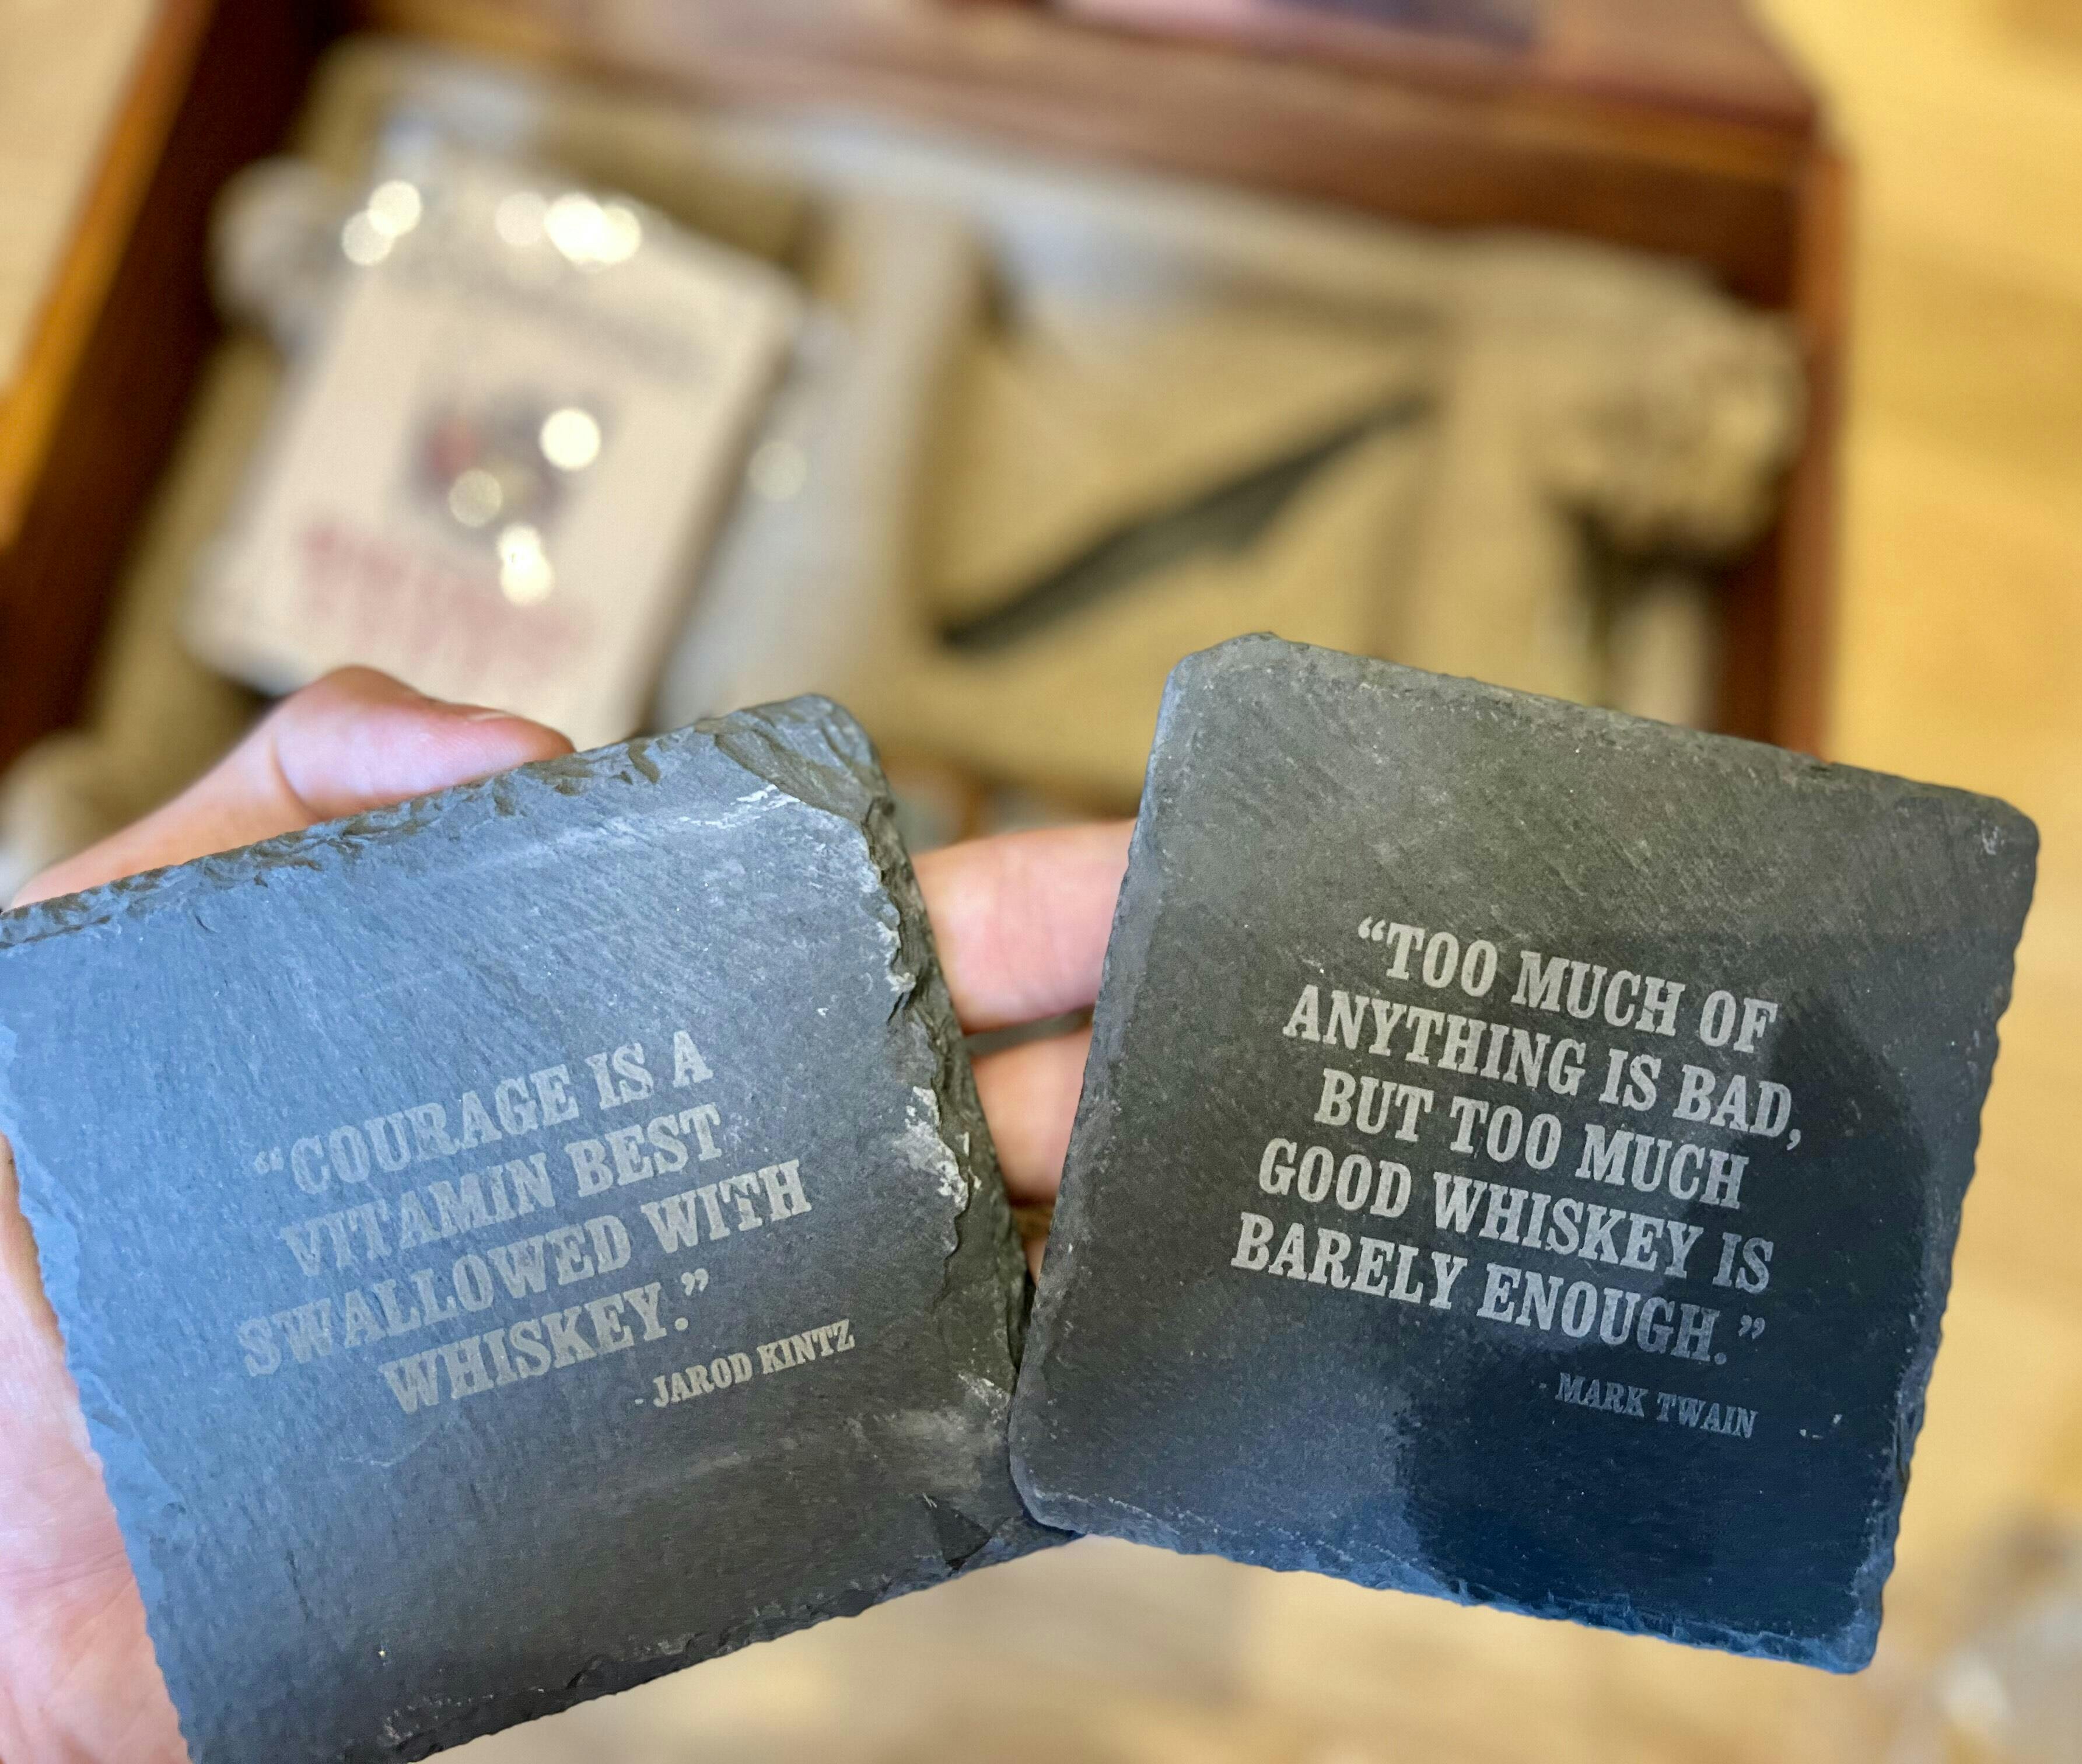 “COURAGE IS A
VITAMIN BEST
SWALLOWED WITH
WHISKEY.”
- JAROD KINTZ
“TOO MUCH OF
ANYTHING IS BAD,
BUT TOO MUCH
GOOD WHISKEY IS
BARELY ENOUGH.”
- MARK TWAIN